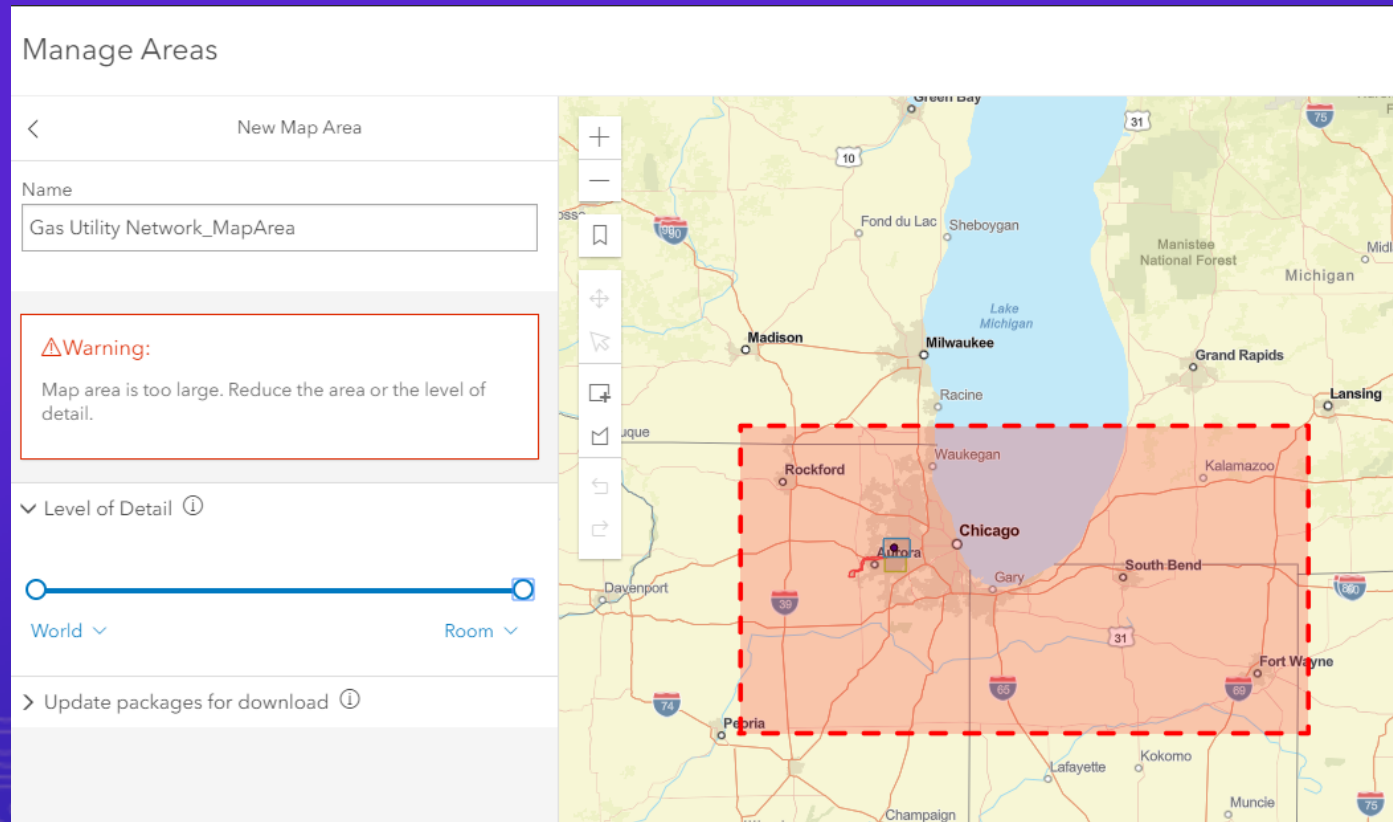 Manage Areas
New Map Area
Name
Gas Utility Network_MapArea
Warning:
Map area is too large. Reduce the area or the level of
detail.
Level of Detail
World
Room
Update packages for download
Green Bay
31
75
10
90
Fond du Lac
Sheboygan
Manistee
National Forest
Michigan
Lake
Michigan
Madison
Milwaukee
Grand Rapids
Racine
Lansing
Waukegan
Rockford
Kalamazoo
Chicago
Aurora
South Bend
Gary
Davenport
39
31
Fort Wayne
65
69
74
Peoria
Kokomo
Lafayette
Muncie
75
Champaign